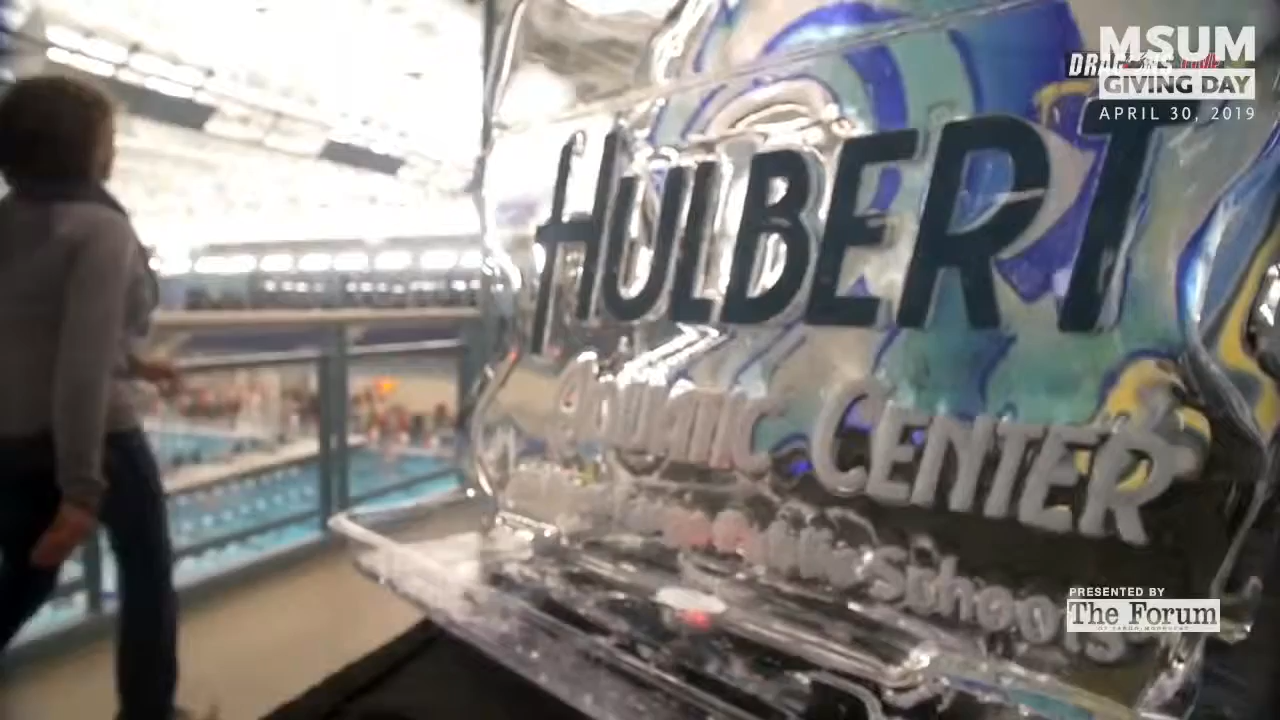 MSUM
DRAGONS
GIVING DAY
APRIL 30, 2019
HULBERT
Aquatic CENTER
Schools
PRESENTED BY
The Forum